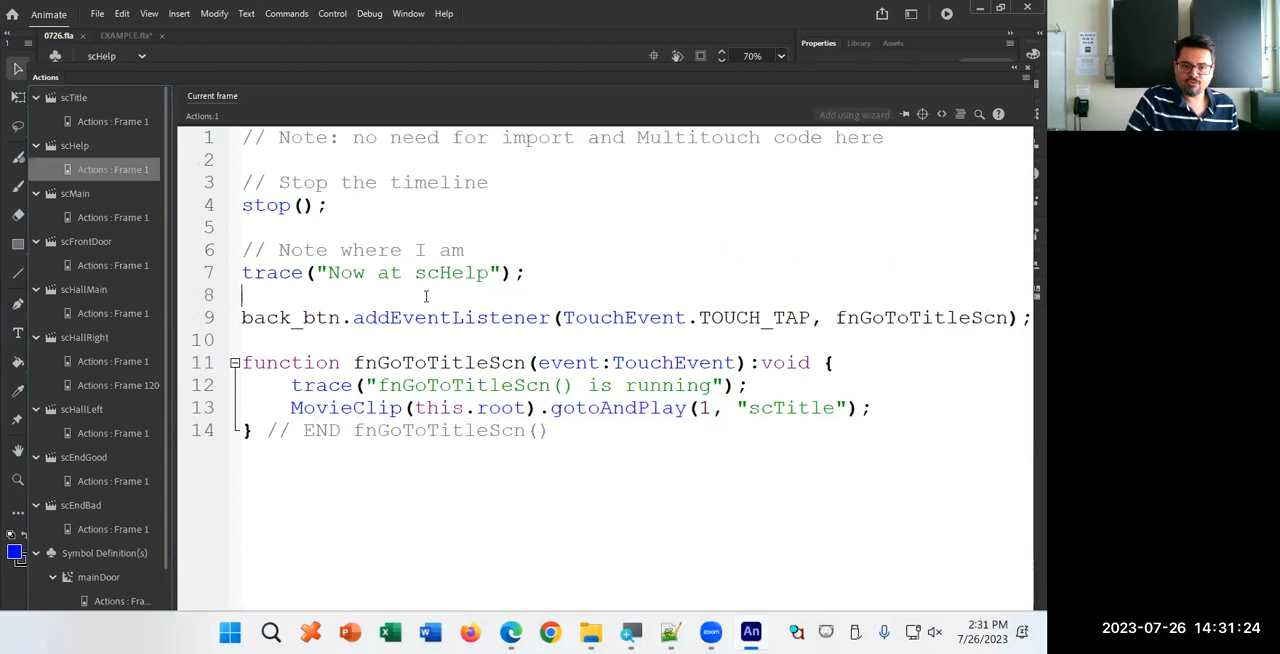 Animate File Edit View Insert Modify Text Commands Control Debug Window Help
0726.fla × EXAMPLE.fla* ×
scHelp 70% Properties Library Assets
Actions
scTitle
Actions : Frame 1
scHelp
Actions : Frame 1
scMain
Actions : Frame 1
scFrontDoor
Actions : Frame 1
scHallMain
Actions : Frame 1
scHallRight
Actions : Frame 1
Actions : Frame 120
scHallLeft
Actions : Frame 1
scEndGood
Actions : Frame 1
scEndBad
Actions : Frame 1
Symbol Definition(s)
mainDoor
Actions : Fra...
Current frame
Actions:1 Add using wizard
1 // Note: no need for import and Multitouch code here
2
3 // Stop the timeline
4 stop();
5
6 // Note where I am
7 trace("Now at scHelp");
8
9 back_btn.addEventListener(TouchEvent.TOUCH_TAP, fnGoToTitleScn);
10
11 function fnGoToTitleScn(event:TouchEvent):void {
12 trace("fnGoToTitleScn() is running");
13 MovieClip(this.root).gotoAndPlay(1, "scTitle");
14 } // END fnGoToTitleScn()
2:31 PM
7/26/2023
2023-07-26 14:31:24